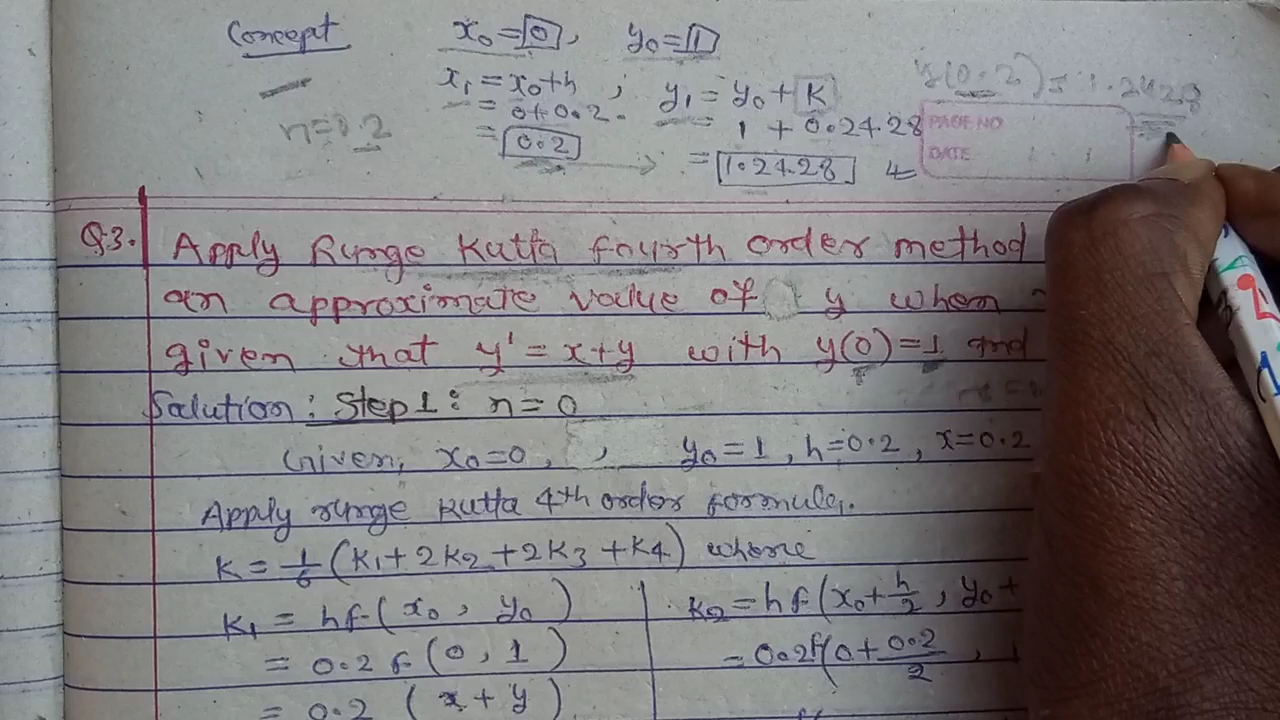 Concept x₀=0, y₀=1
x₁=x₀+h ; y₁=y₀+K
= 0+0.2. = 1 + 0.2428
= 0.2 = 1.2428
y(0.2)= 1.2428
PAGE NO
DATE
Q3. Apply Runge Kutta fourth order method
an approximate value of y when
given that y'=x+y with y(0)=1 and
Solution: Step1: n=0
Given, x₀=0, , y₀=1, h=0.2, x=0.2
Apply runge kutta 4th order formula.
K=1/6(K₁+2K₂+2K₃+K₄) where
K₁ = hf(x₀, y₀) K₂=hf(x₀+h/2, y₀+
= 0.2 f(0, 1) =0.2f(0+0.2/2,
= 0.2 (x+y)